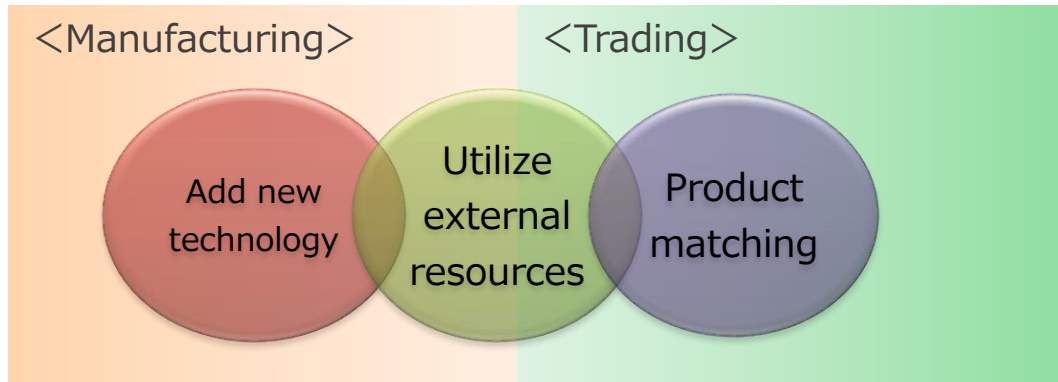 ＜Manufacturing＞
＜Trading＞
Add new
technology
Utilize
external
resources
Product
matching